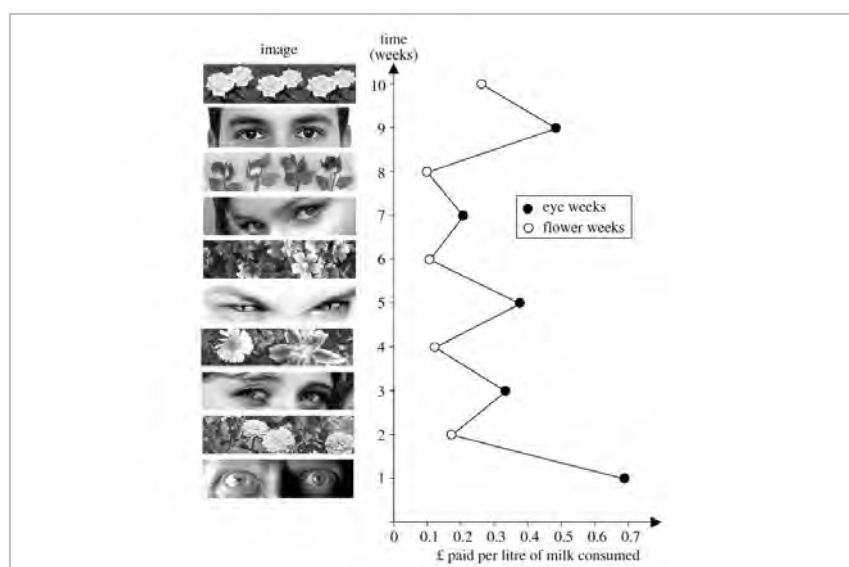 image
time
(weeks)
10
9
8
7
6
5
4
3
2
1
eye weeks
flower weeks
0 0.1 0.2 0.3 0.4 0.5 0.6 0.7
£ paid per litre of milk consumed